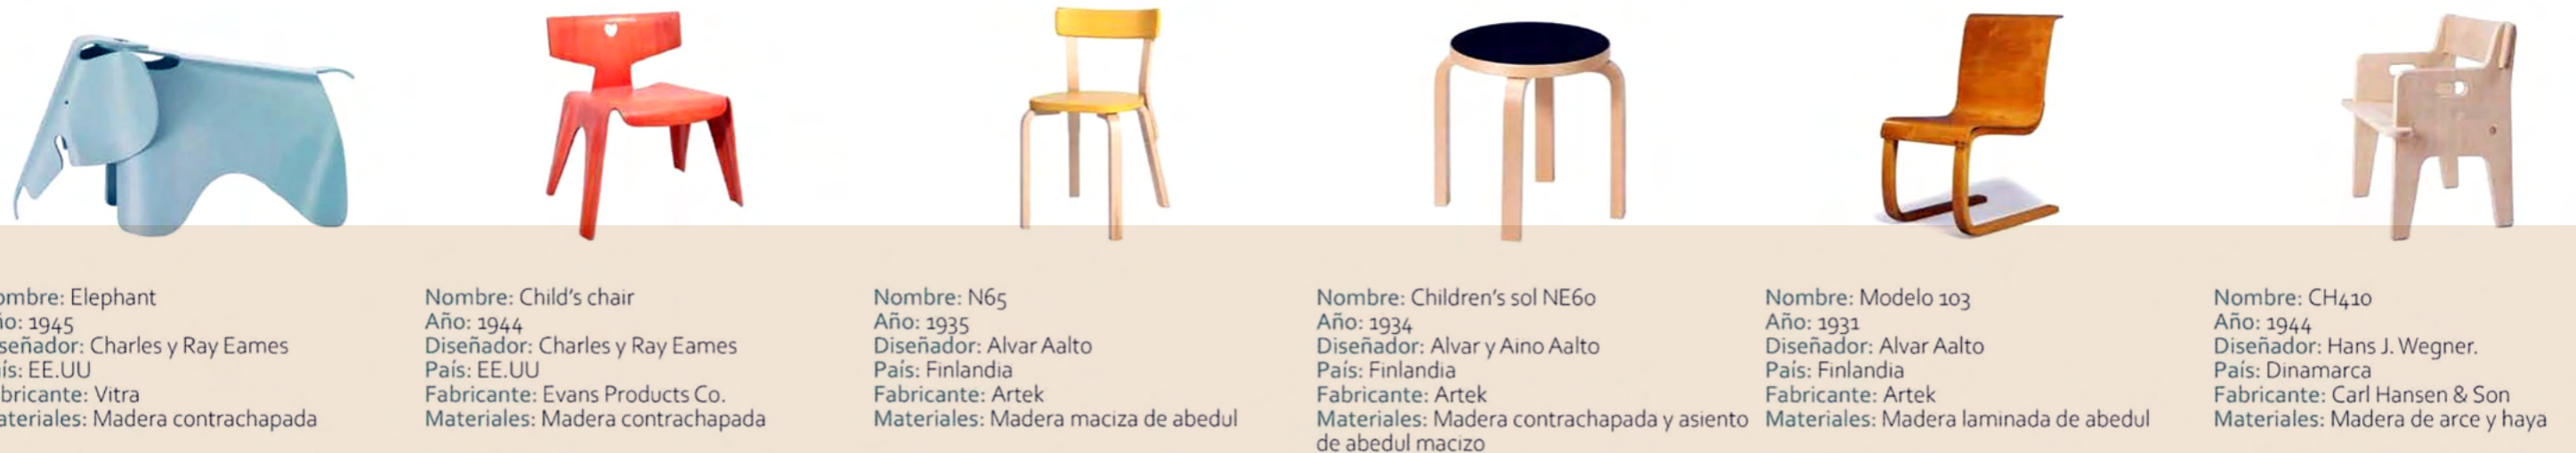 ombre: Elephant
ño: 1945
señador: Charles y Ray Eames
ís: EE.UU
bricante: Vitra
ateriales: Madera contrachapada
Nombre: Child's chair
Año: 1944
Diseñador: Charles y Ray Eames
País: EE.UU
Fabricante: Evans Products Co.
Materiales: Madera contrachapada
Nombre: N65
Año: 1935
Diseñador: Alvar Aalto
País: Finlandia
Fabricante: Artek
Materiales: Madera maciza de abedul
Nombre: Children's sol NE60
Año: 1934
Diseñador: Alvar y Aino Aalto
País: Finlandia
Fabricante: Artek
Materiales: Madera contrachapada y asiento
de abedul macizo
Nombre: Modelo 103
Año: 1931
Diseñador: Alvar Aalto
País: Finlandia
Fabricante: Artek
Materiales: Madera laminada de abedul
Nombre: CH410
Año: 1944
Diseñador: Hans J. Wegner.
País: Dinamarca
Fabricante: Carl Hansen & Son
Materiales: Madera de arce y haya